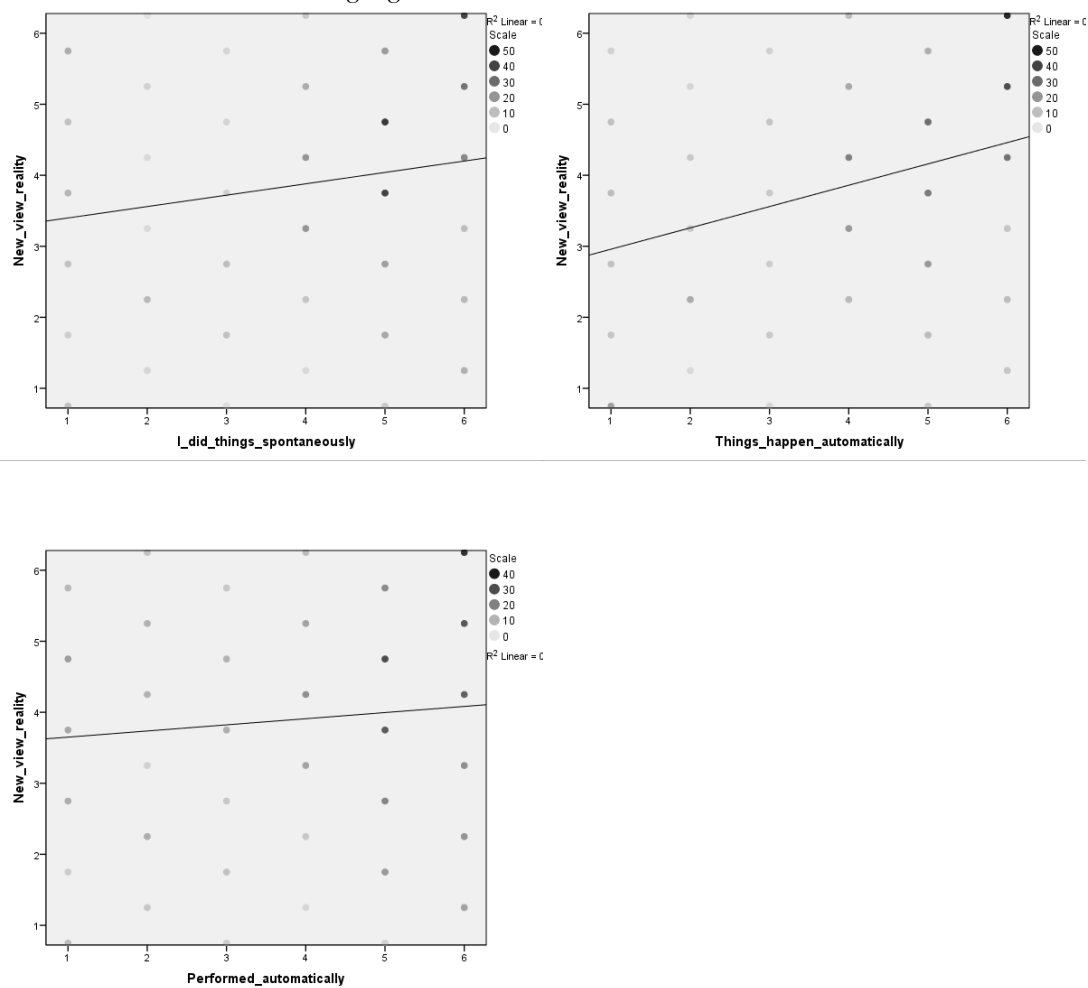 R² Linear = 0
Scale
50
40
30
20
10
0
6
5
4
3
2
1
New_view_reality
1 2 3 4 5 6
I_did_things_spontaneously
R² Linear = 0
Scale
50
40
30
20
10
0
6
5
4
3
2
1
New_view_reality
1 2 3 4 5 6
Things_happen_automatically
Scale
40
30
20
10
0
R² Linear = 0
6
5
4
3
2
1
New_view_reality
1 2 3 4 5 6
Performed_automatically